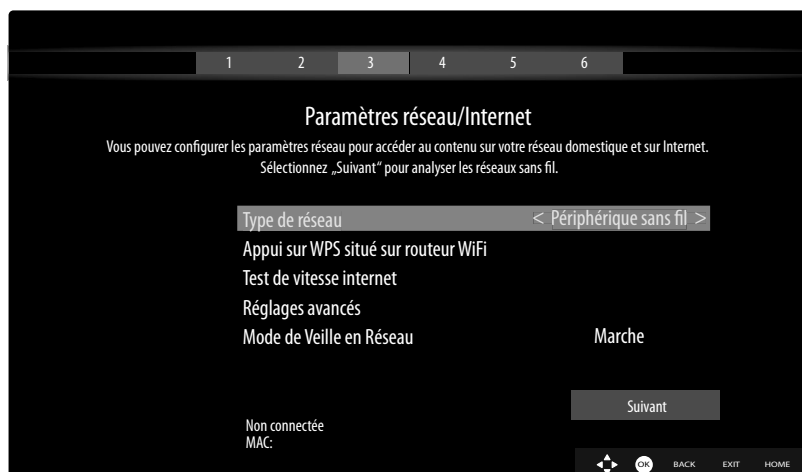 1 2 3 4 5 6
Paramètres réseau/Internet
Vous pouvez configurer les paramètres réseau pour accéder au contenu sur votre réseau domestique et sur Internet.
Sélectionnez „Suivant“ pour analyser les réseaux sans fil.
Type de réseau < Périphérique sans fil >
Appui sur WPS situé sur routeur WiFi
Test de vitesse internet
Réglages avancés
Mode de Veille en Réseau Marche
Suivant
Non connectée
MAC:
OK BACK EXIT HOME